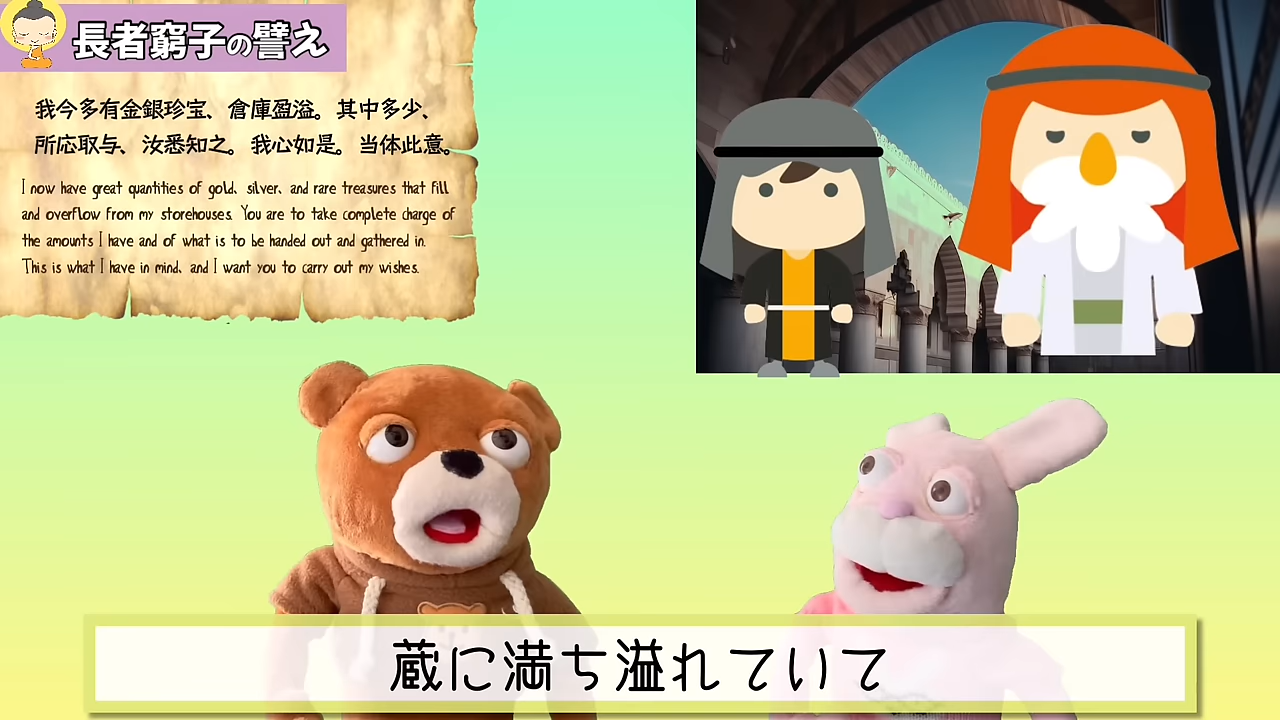 長者窮子の譬え
我今多有金銀珍宝、倉庫盈溢。其中多少、
所応取与、汝悉知之。我心如是。当体此意。
I now have great quantities of gold, silver, and rare treasures that fill
and overflow from my storehouses. You are to take complete charge of
the amounts I have and of what is to be handed out and gathered in.
This is what I have in mind, and I want you to carry out my wishes.
蔵に満ち溢れていて